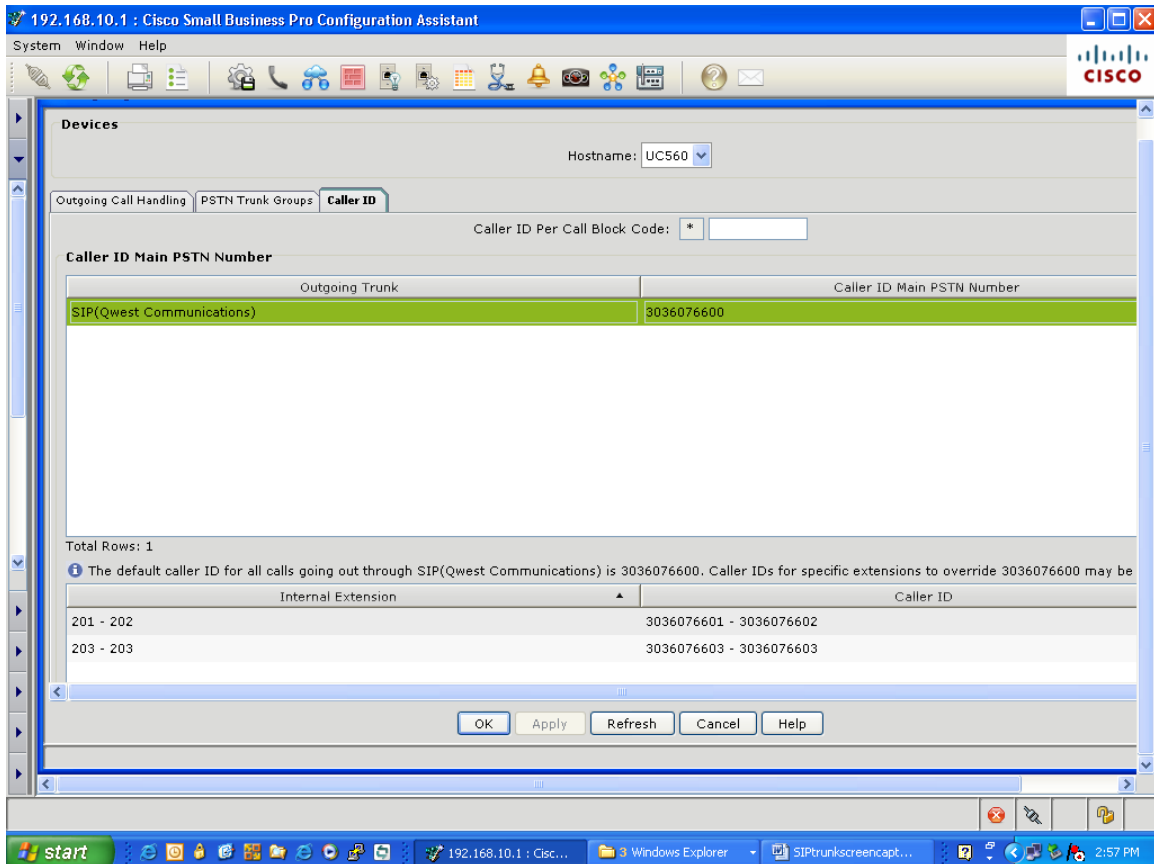 192.168.10.1 : Cisco Small Business Pro Configuration Assistant
System Window Help
CISCO
Devices
Hostname: UC560
Outgoing Call Handling PSTN Trunk Groups Caller ID
Caller ID Per Call Block Code: *
Caller ID Main PSTN Number
Outgoing Trunk Caller ID Main PSTN Number
SIP(Qwest Communications) 3036076600
Total Rows: 1
The default caller ID for all calls going out through SIP(Qwest Communications) is 3036076600. Caller IDs for specific extensions to override 3036076600 may be
Internal Extension Caller ID
201 - 202 3036076601 - 3036076602
203 - 203 3036076603 - 3036076603
OK Apply Refresh Cancel Help
start 192.168.10.1 : Cisc... 3 Windows Explorer SIPtrunkscreencapt... 2:57 PM